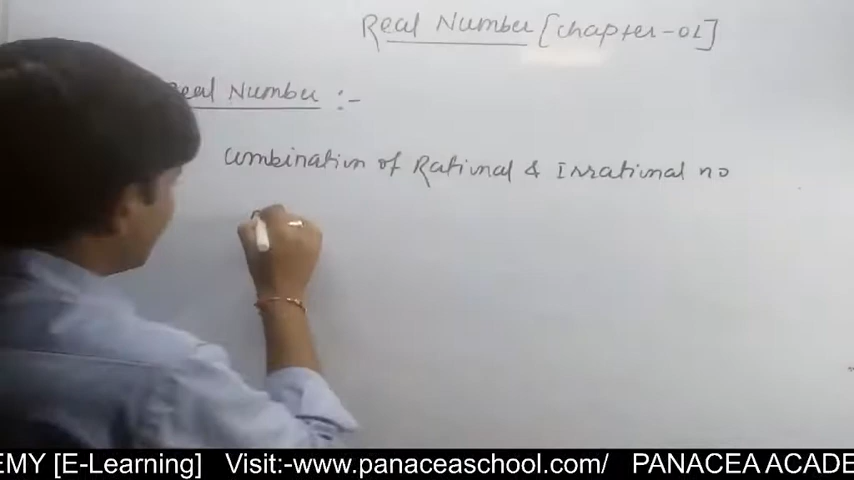 Real Number [Chapter-01]
Real Number :-
Combination of Rational & Irrational no
EMY [E-Learning] Visit:-www.panaceaschool.com/ PANACEA ACADE